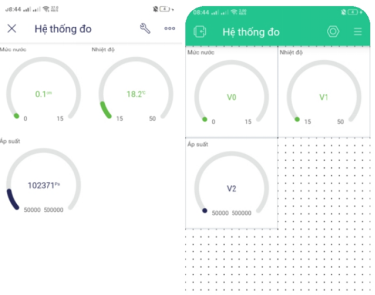 8:44
Hệ thống đo
Mức nước
Nhiệt độ
0.1
18.2
0 15
15 50
Áp suất
102371Pa
50000 500000
08:44
Hệ thống đo
Mức nước
Nhiệt độ
V0
V1
0 15
15 50
Áp suất
V2
50000 500000